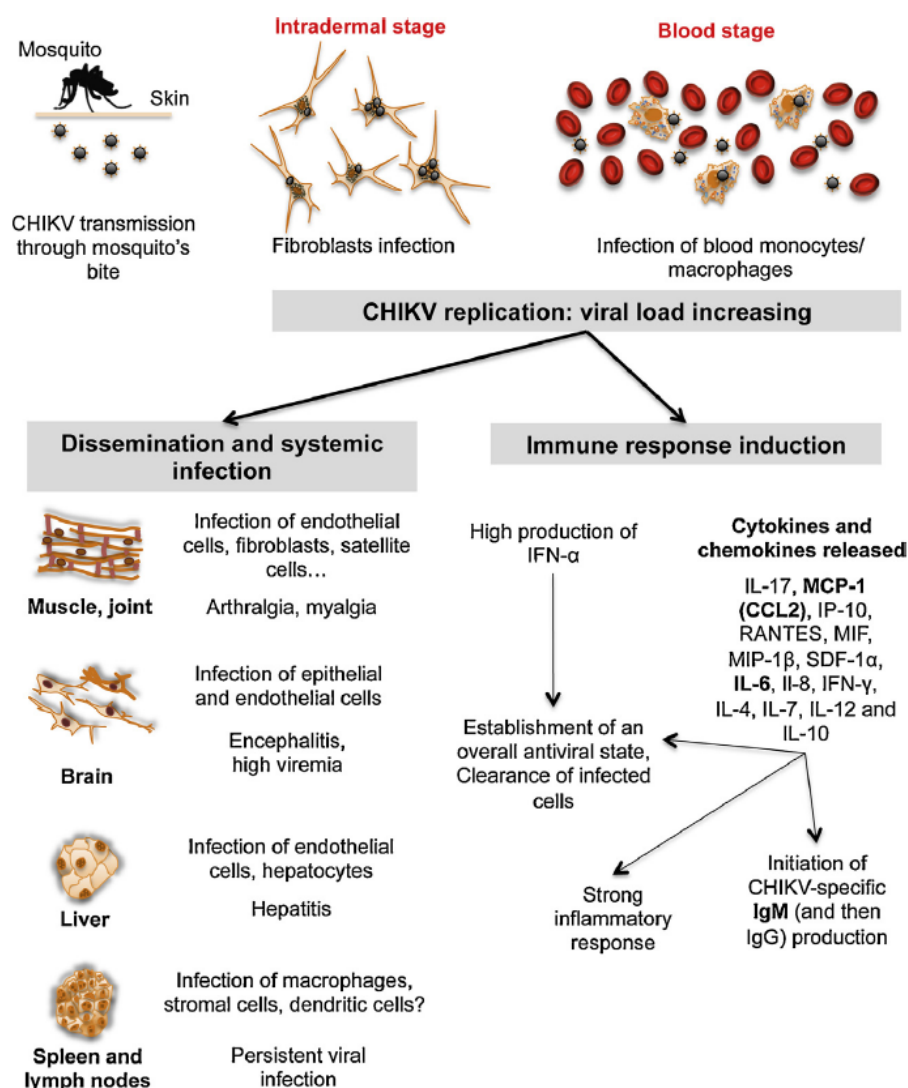 Mosquito
Skin
CHIKV transmission
through mosquito's
bite
Intradermal stage
Fibroblasts infection
Blood stage
Infection of blood monocytes/
macrophages
CHIKV replication: viral load increasing
Dissemination and systemic
infection
Infection of endothelial
cells, fibroblasts, satellite
cells…
Muscle, joint
Arthralgia, myalgia
Infection of epithelial
and endothelial cells
Encephalitis,
high viremia
Brain
Infection of endothelial
cells, hepatocytes
Liver
Hepatitis
Infection of macrophages,
stromal cells, dendritic cells?
Spleen and
lymph nodes
Persistent viral
infection
Immune response induction
High production of
IFN-α
Establishment of an
overall antiviral state,
Clearance of infected
cells
Cytokines and
chemokines released
IL-17, MCP-1
(CCL2), IP-10,
RANTES, MIF,
MIP-1β, SDF-1α,
IL-6, Il-8, IFN-γ,
IL-4, IL-7, IL-12 and
IL-10
Strong
inflammatory
response
Initiation of
CHIKV-specific
IgM (and then
IgG) production